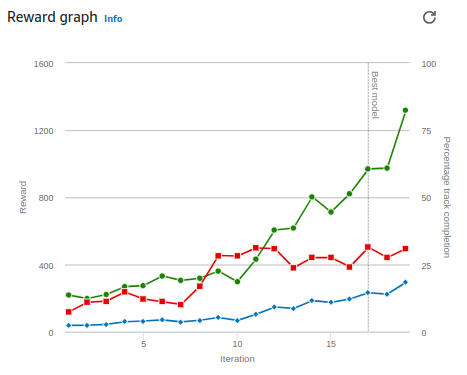 Reward graph Info
1600
1200
800
400
0
Reward
100
75
50
25
0
Percentage track completion
Best model
5
10
15
Iteration